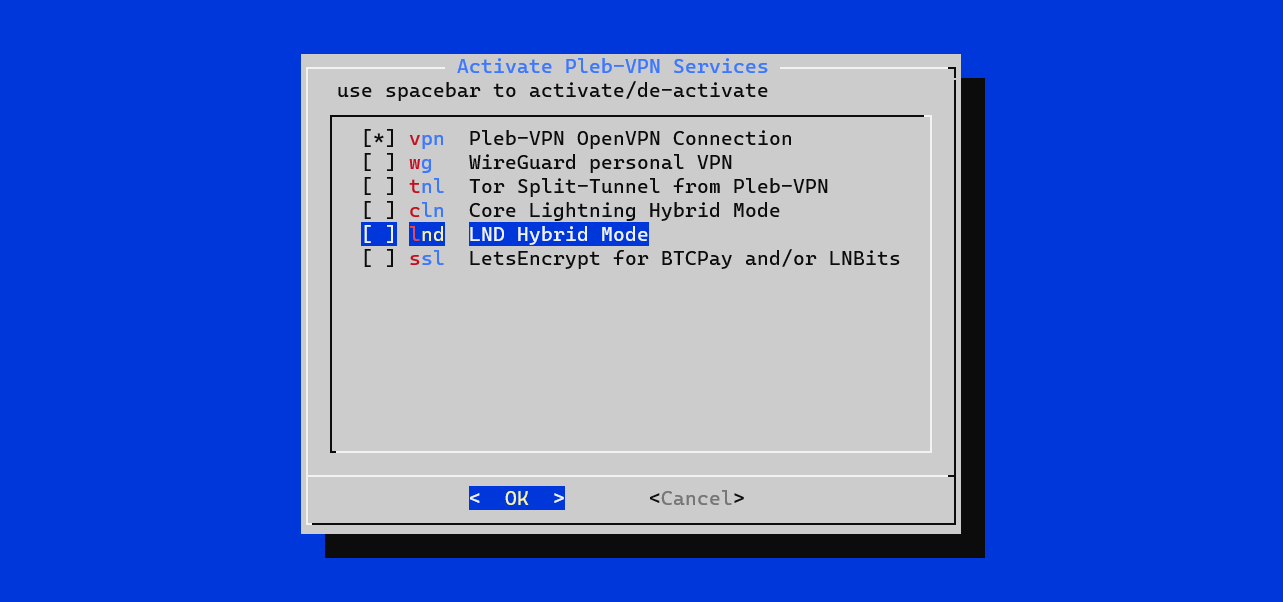 Activate Pleb-VPN Services
use spacebar to activate/de-activate
[*] vpn Pleb-VPN OpenVPN Connection
[ ] wg WireGuard personal VPN
[ ] tnl Tor Split-Tunnel from Pleb-VPN
[ ] cln Core Lightning Hybrid Mode
[ ] lnd LND Hybrid Mode
[ ] ssl LetsEncrypt for BTCPay and/or LNBits
< OK > <Cancel>